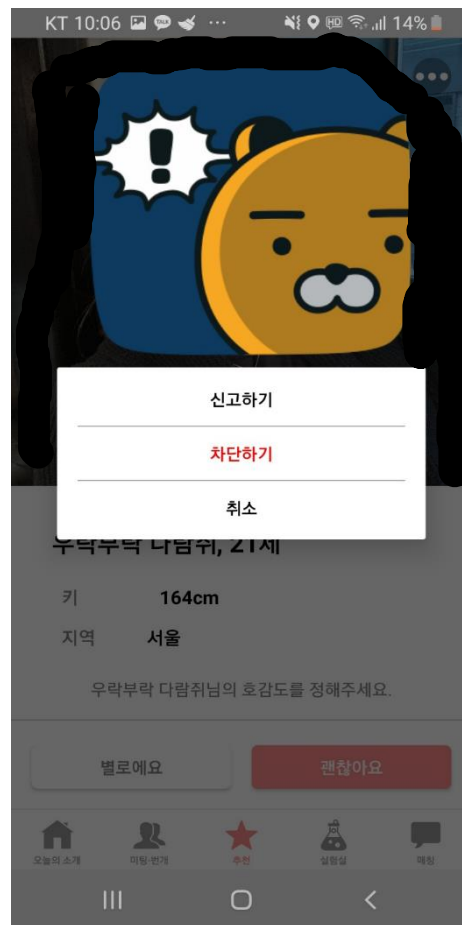 KT 10:06 TALK ··· HD 14%
!
신고하기
차단하기
취소
우락부락 다람쥐, 21세
키 164cm
지역 서울
우락부락 다람쥐님의 호감도를 정해주세요.
별로에요 괜찮아요
오늘의 소개 미팅·번개 추천 실험실 매칭